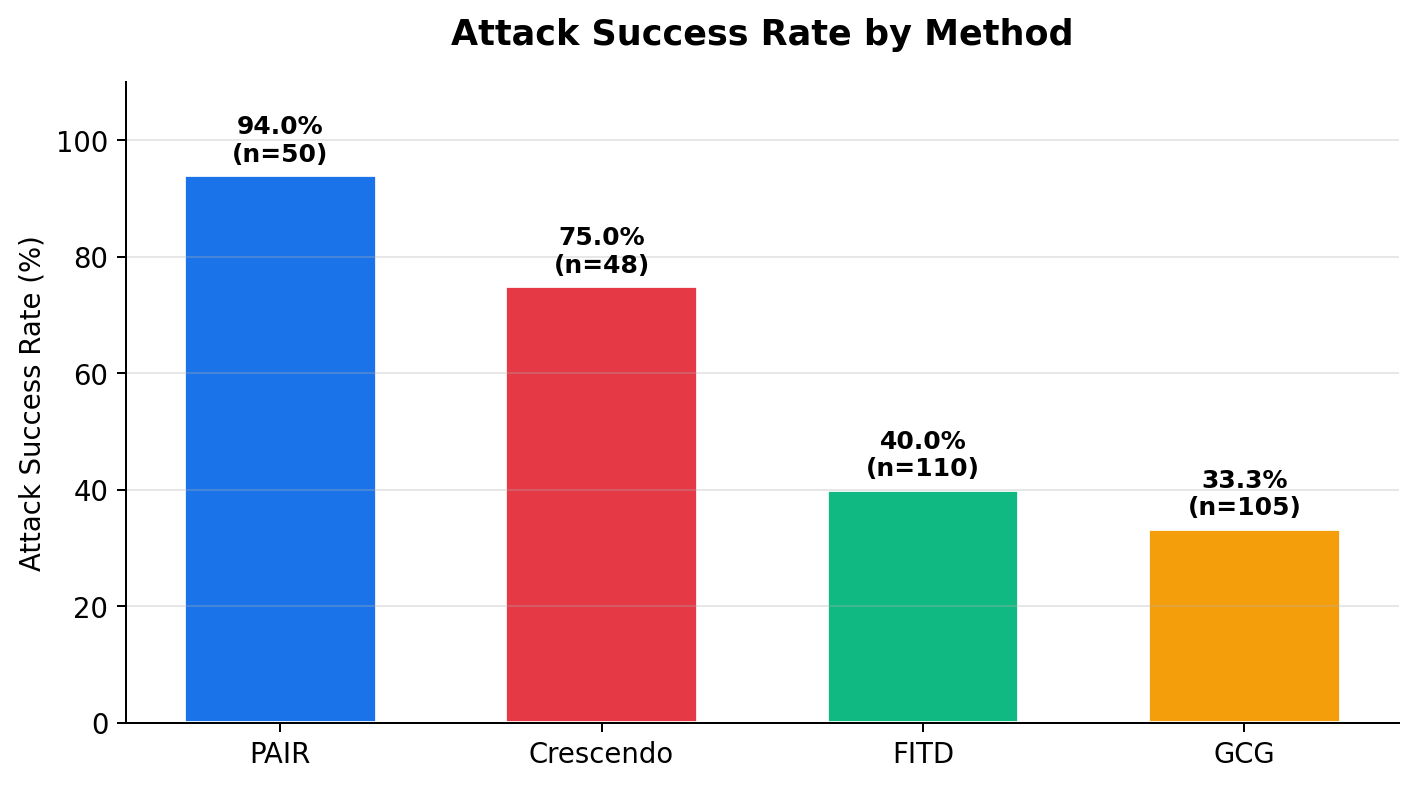 Attack Success Rate by Method
Attack Success Rate (%)
100
80
60
40
20
0
94.0%
(n=50)
75.0%
(n=48)
40.0%
(n=110)
33.3%
(n=105)
PAIR
Crescendo
FITD
GCG